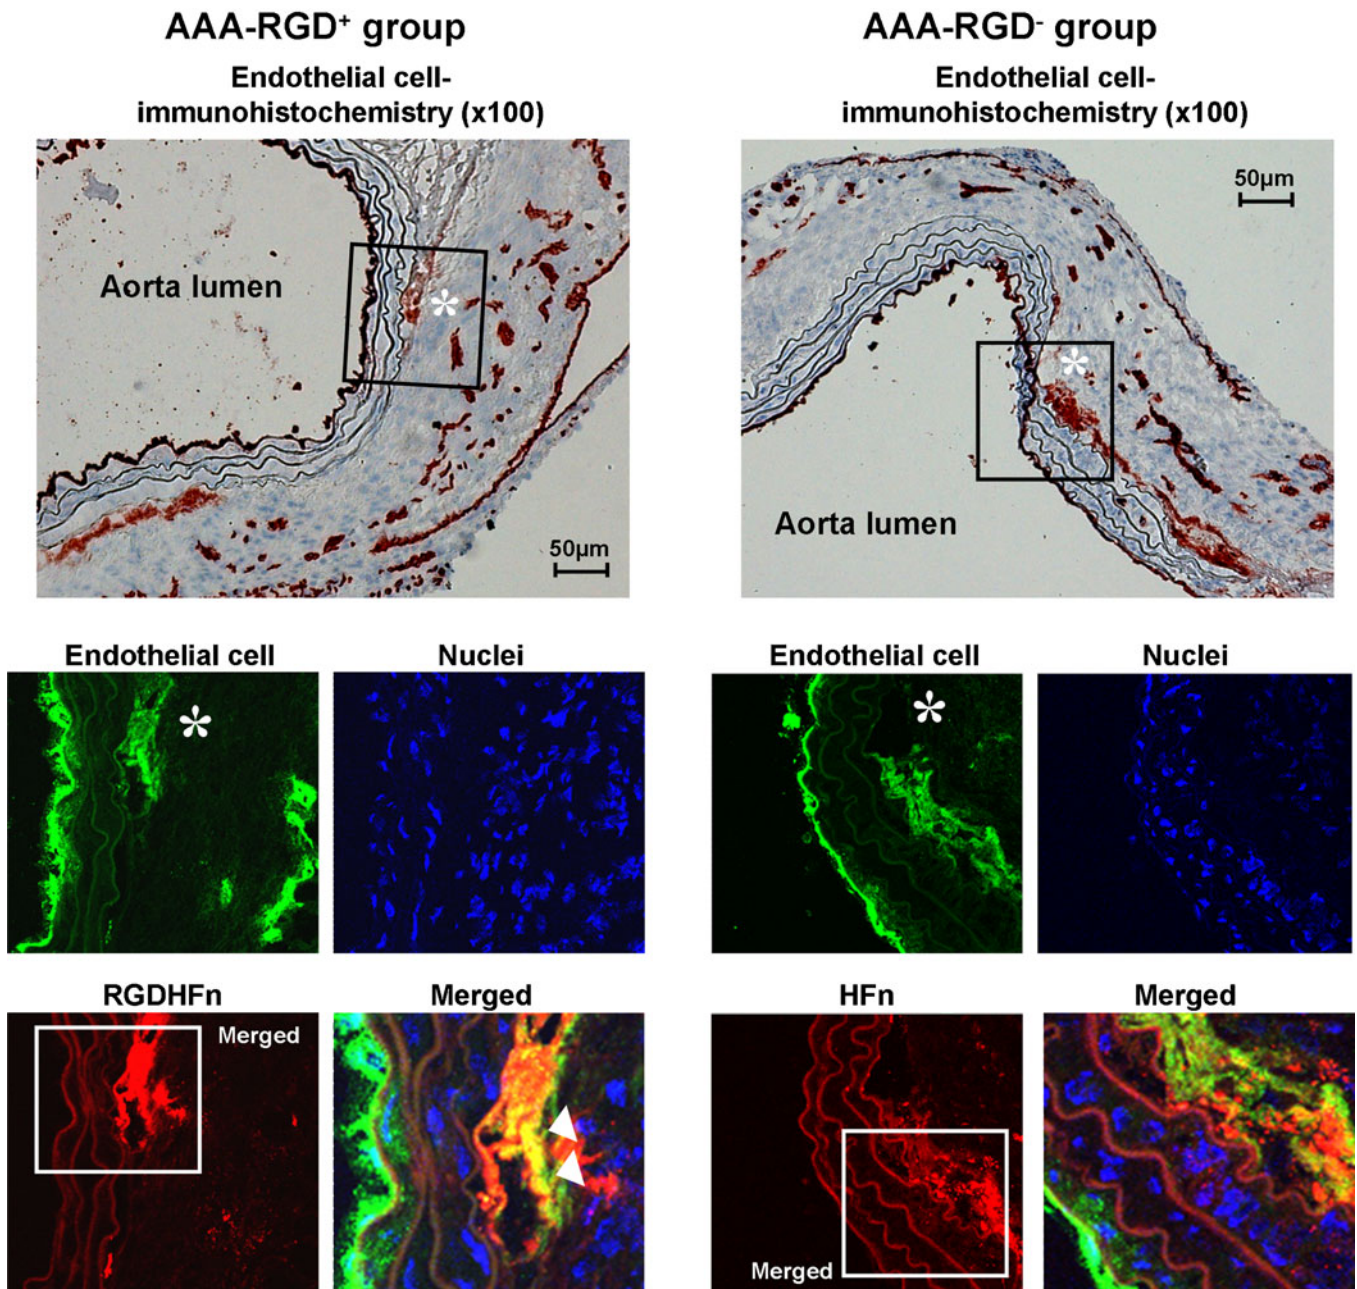 AAA-RGD⁺ group
Endothelial cell-
immunohistochemistry (x100)
Aorta lumen
50µm
Endothelial cell
Nuclei
RGDHFn
Merged
Merged
AAA-RGD⁻ group
Endothelial cell-
immunohistochemistry (x100)
50µm
Aorta lumen
Endothelial cell
Nuclei
HFn
Merged
Merged